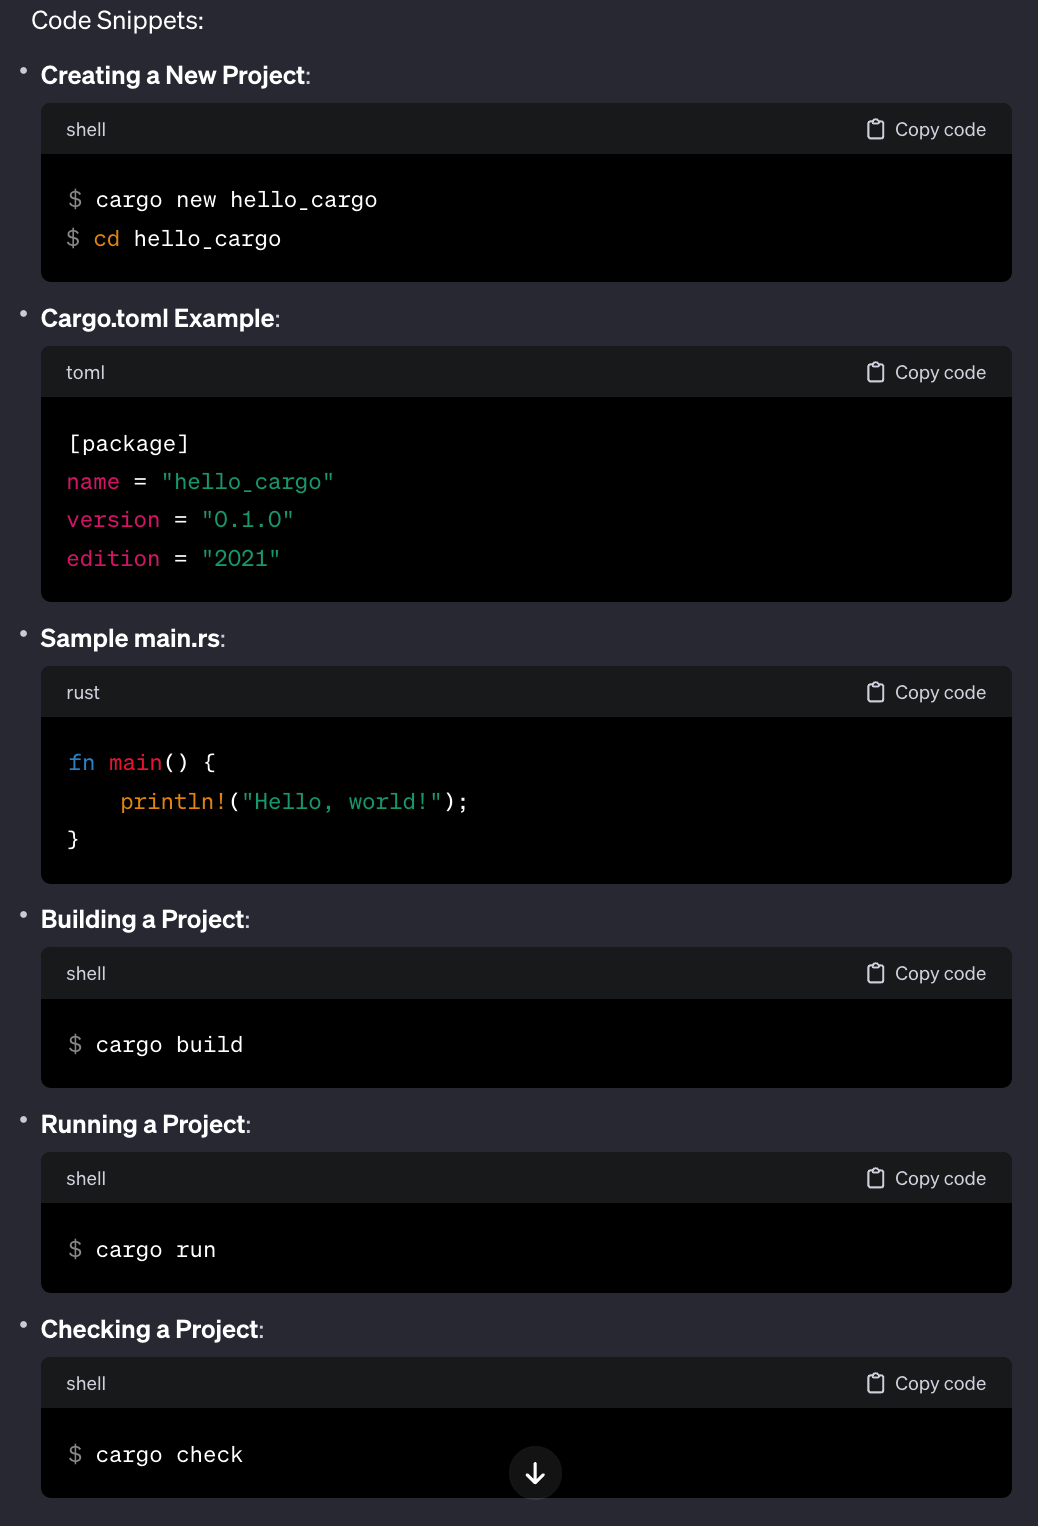 Code Snippets:
• Creating a New Project:
shell Copy code
$ cargo new hello_cargo
$ cd hello_cargo
• Cargo.toml Example:
toml Copy code
[package]
name = "hello_cargo"
version = "0.1.0"
edition = "2021"
• Sample main.rs:
rust Copy code
fn main() {
    println!("Hello, world!");
}
• Building a Project:
shell Copy code
$ cargo build
• Running a Project:
shell Copy code
$ cargo run
• Checking a Project:
shell Copy code
$ cargo check